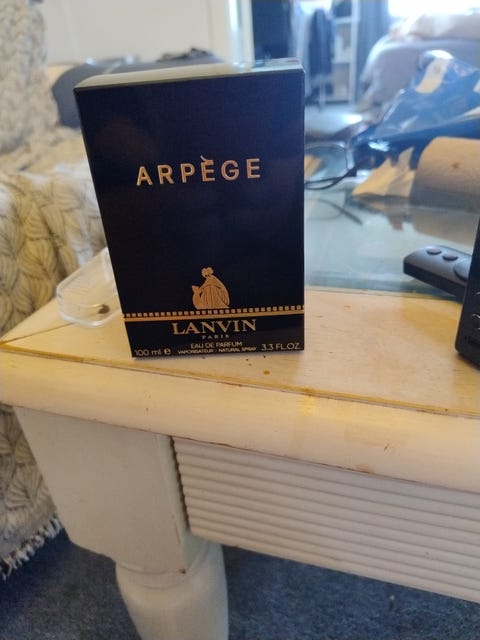 ARPÈGE
LANVIN
PARIS
EAU DE PARFUM
100 ml e VAPORISATEUR - NATURAL SPRAY 3.3 FL.OZ